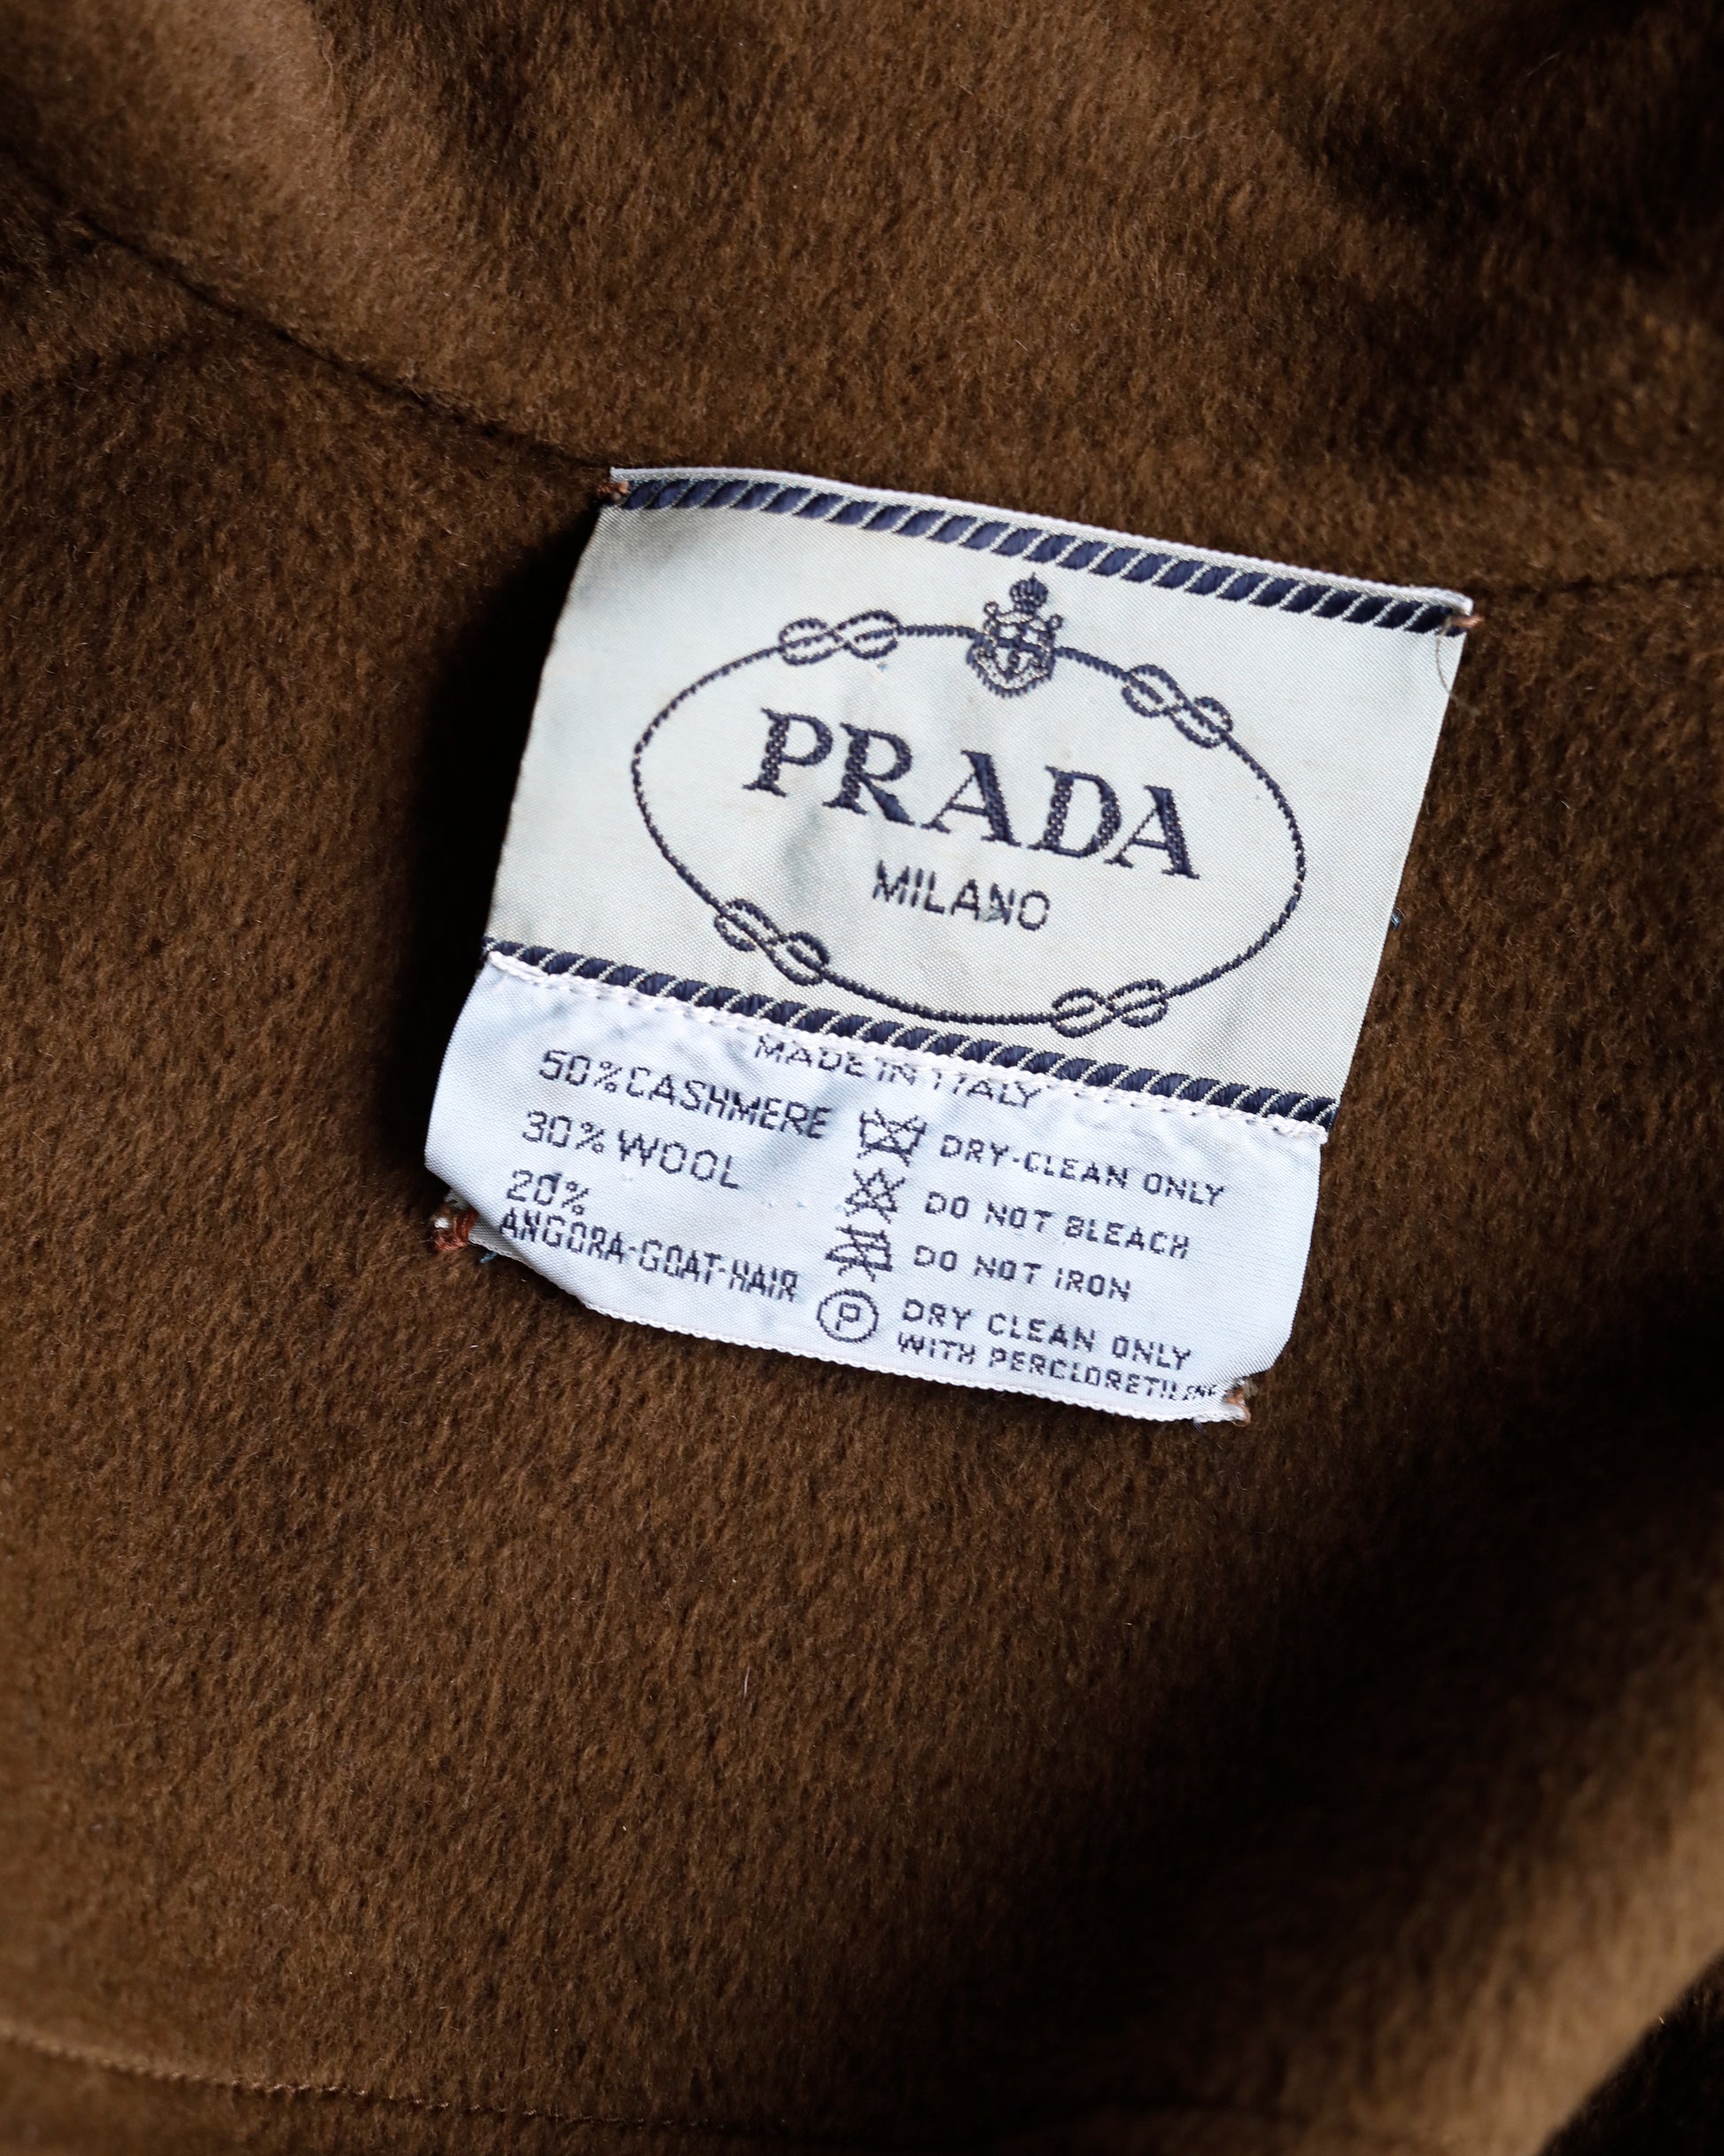 PRADA
MILANO
MADE IN ITALY
50% CASHMERE
30% WOOL
20%
ANGORA-GOAT-HAIR
DRY-CLEAN ONLY
DO NOT BLEACH
DO NOT IRON
P
DRY CLEAN ONLY
WITH PERCLORETILENE